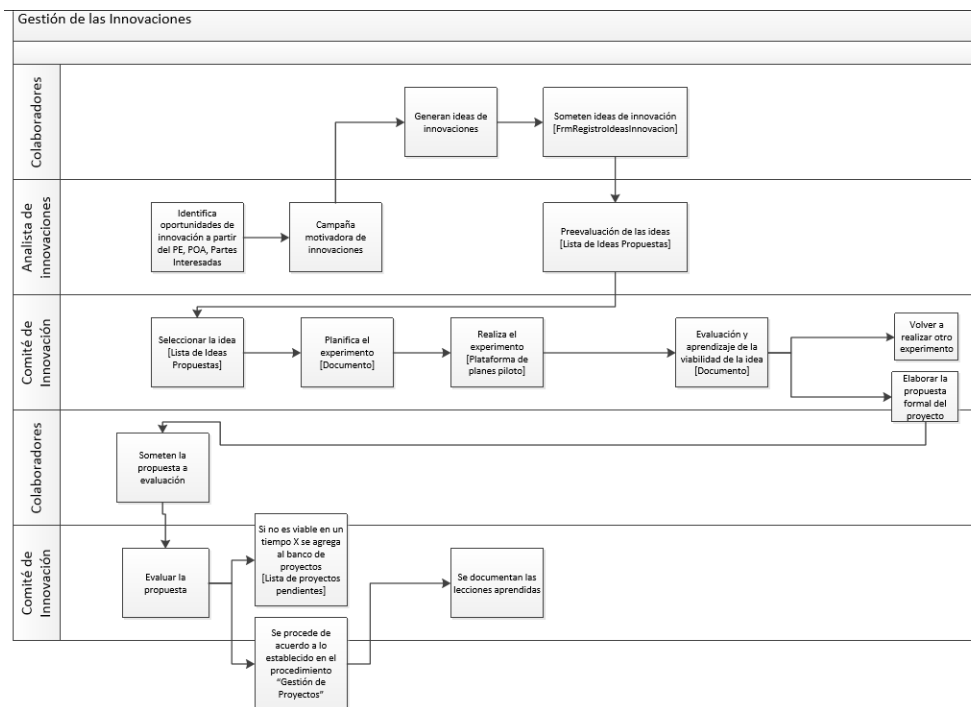 Gestión de las Innovaciones
Colaboradores
Generan ideas de
innovaciones
Someten ideas de innovación
[FrmRegistroIdeasInnovacion]
Analista de
innovaciones
Identifica
oportunidades de
innovación a partir
del PE, POA, Partes
Interesadas
Campaña
motivadora de
innovaciones
Preevaluación de las ideas
[Lista de Ideas Propuestas]
Comité de
Innovación
Seleccionar la idea
[Lista de Ideas
Propuestas]
Planifica el
experimento
[Documento]
Realiza el
experimento
[Plataforma de
planes piloto]
Evaluación y
aprendizaje de la
viabilidad de la idea
[Documento]
Volver a
realizar otro
experimento
Elaborar la
propuesta
formal del
proyecto
Colaboradores
Someten la
propuesta a
evaluación
Comité de
Innovación
Evaluar la
propuesta
Si no es viable en un
tiempo X se agrega
al banco de
proyectos
[Lista de proyectos
pendientes]
Se documentan las
lecciones aprendidas
Se procede de
acuerdo a lo
establecido en el
procedimiento
“Gestión de
Proyectos”